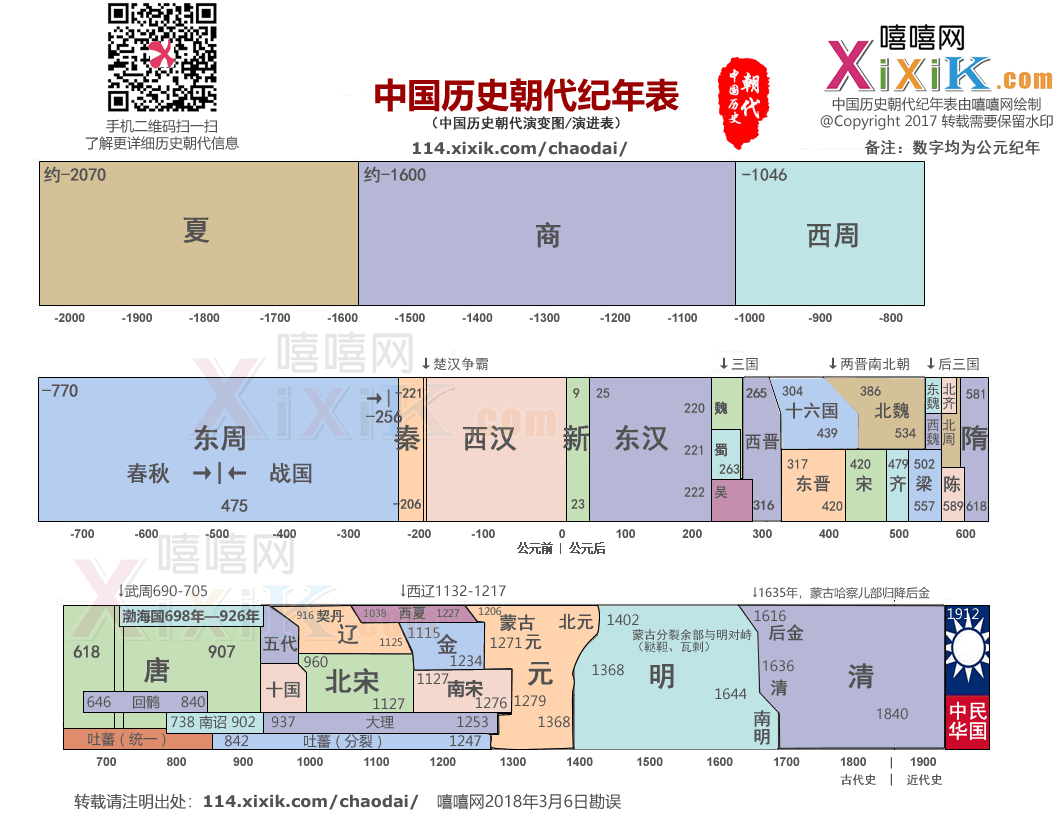 手机二维码扫一扫
了解更详细历史朝代信息
中国历史朝代纪年表
（中国历史朝代演变图/演进表）
114.xixik.com/chaodai/
朝代
中国历史
嘻嘻网
XiXiK.com
中国历史朝代纪年表由嘻嘻网绘制
@Copyright 2017 转载需要保留水印
备注：数字均为公元纪年
约-2070
夏
约-1600
商
-1046
西周
-2000 -1900 -1800 -1700 -1600 -1500 -1400 -1300 -1200 -1100 -1000 -900 -800
嘻嘻网
XiXiK.com
↓楚汉争霸
↓三国
↓两晋南北朝
↓后三国
-770
东周
春秋 →|← 战国
475
→|
-256
-221
秦
-206
西汉
9
新
23
25
东汉
220
221
222
魏
蜀
263
吴
265
西晋
316
304
十六国
439
386
北魏
534
317
东晋
420
420
宋
479
齐
502
梁
557
东魏
西魏
北齐
北周
陈
589
581
隋
618
-700 -600 -500 -400 -300 -200 -100 0 100 200 300 400 500 600
公元前 | 公元后
嘻嘻网
XiXiK
↓武周690-705
↓西辽1132-1217
↓1635年，蒙古哈察儿部归降后金
618
唐
907
渤海国698年—926年
646 回鹘 840
738 南诏 902
吐蕃（统一）
842 吐蕃（分裂） 1247
五代
十国
937 大理 1253
916 契丹
辽
1125
960
北宋
1127
1038 西夏 1227
1115
金
1234
1127
南宋
1276
1206
蒙古
1271 元
北元
元
1279
1368
1402
蒙古分裂余部与明对峙
（鞑靼、瓦剌）
1368
明
1644
1616
后金
1636
清
南明
清
1840
1912
中华民国
700 800 900 1000 1100 1200 1300 1400 1500 1600 1700 1800 1900
古代史 | 近代史
转载请注明出处：114.xixik.com/chaodai/ 嘻嘻网2018年3月6日勘误